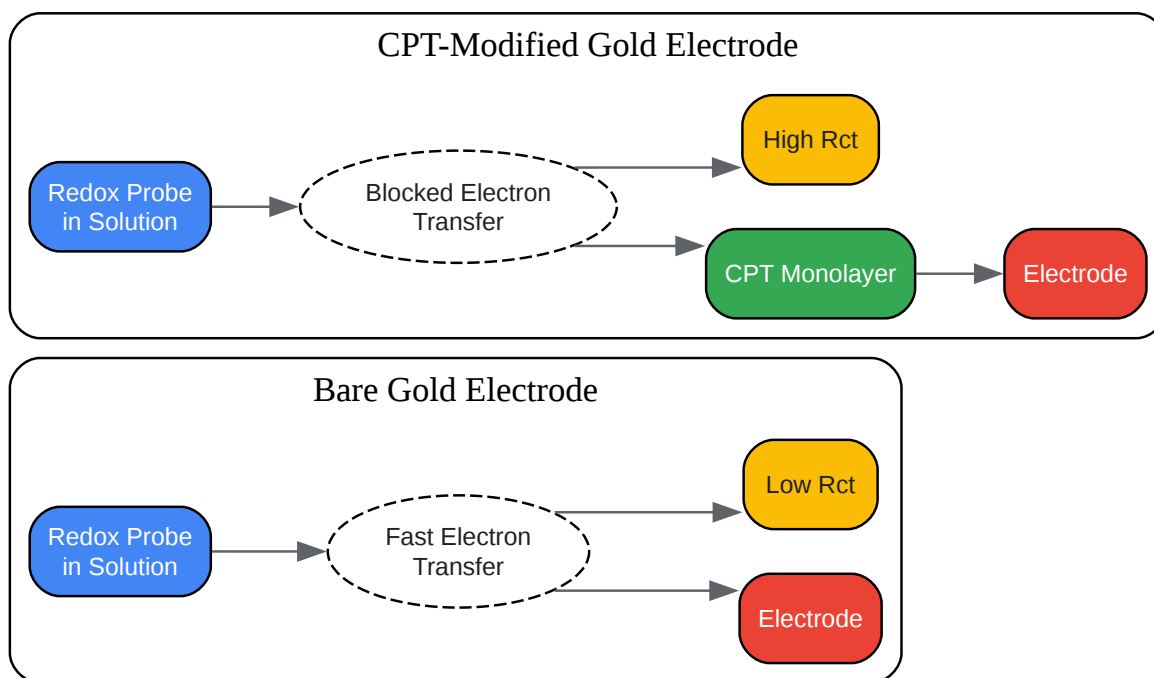 CPT-Modified Gold Electrode
High Rct
Redox Probe
in Solution
Blocked Electron
Transfer
CPT Monolayer
Electrode
Bare Gold Electrode
Low Rct
Redox Probe
in Solution
Fast Electron
Transfer
Electrode